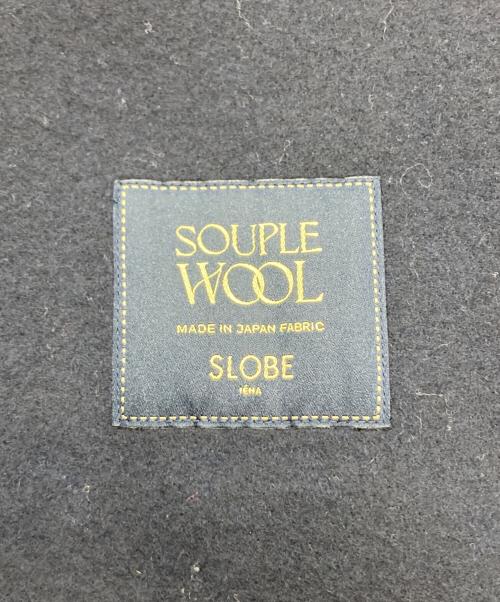 SOUPLE
WOOL
MADE IN JAPAN FABRIC
SLOBE
IÉNA